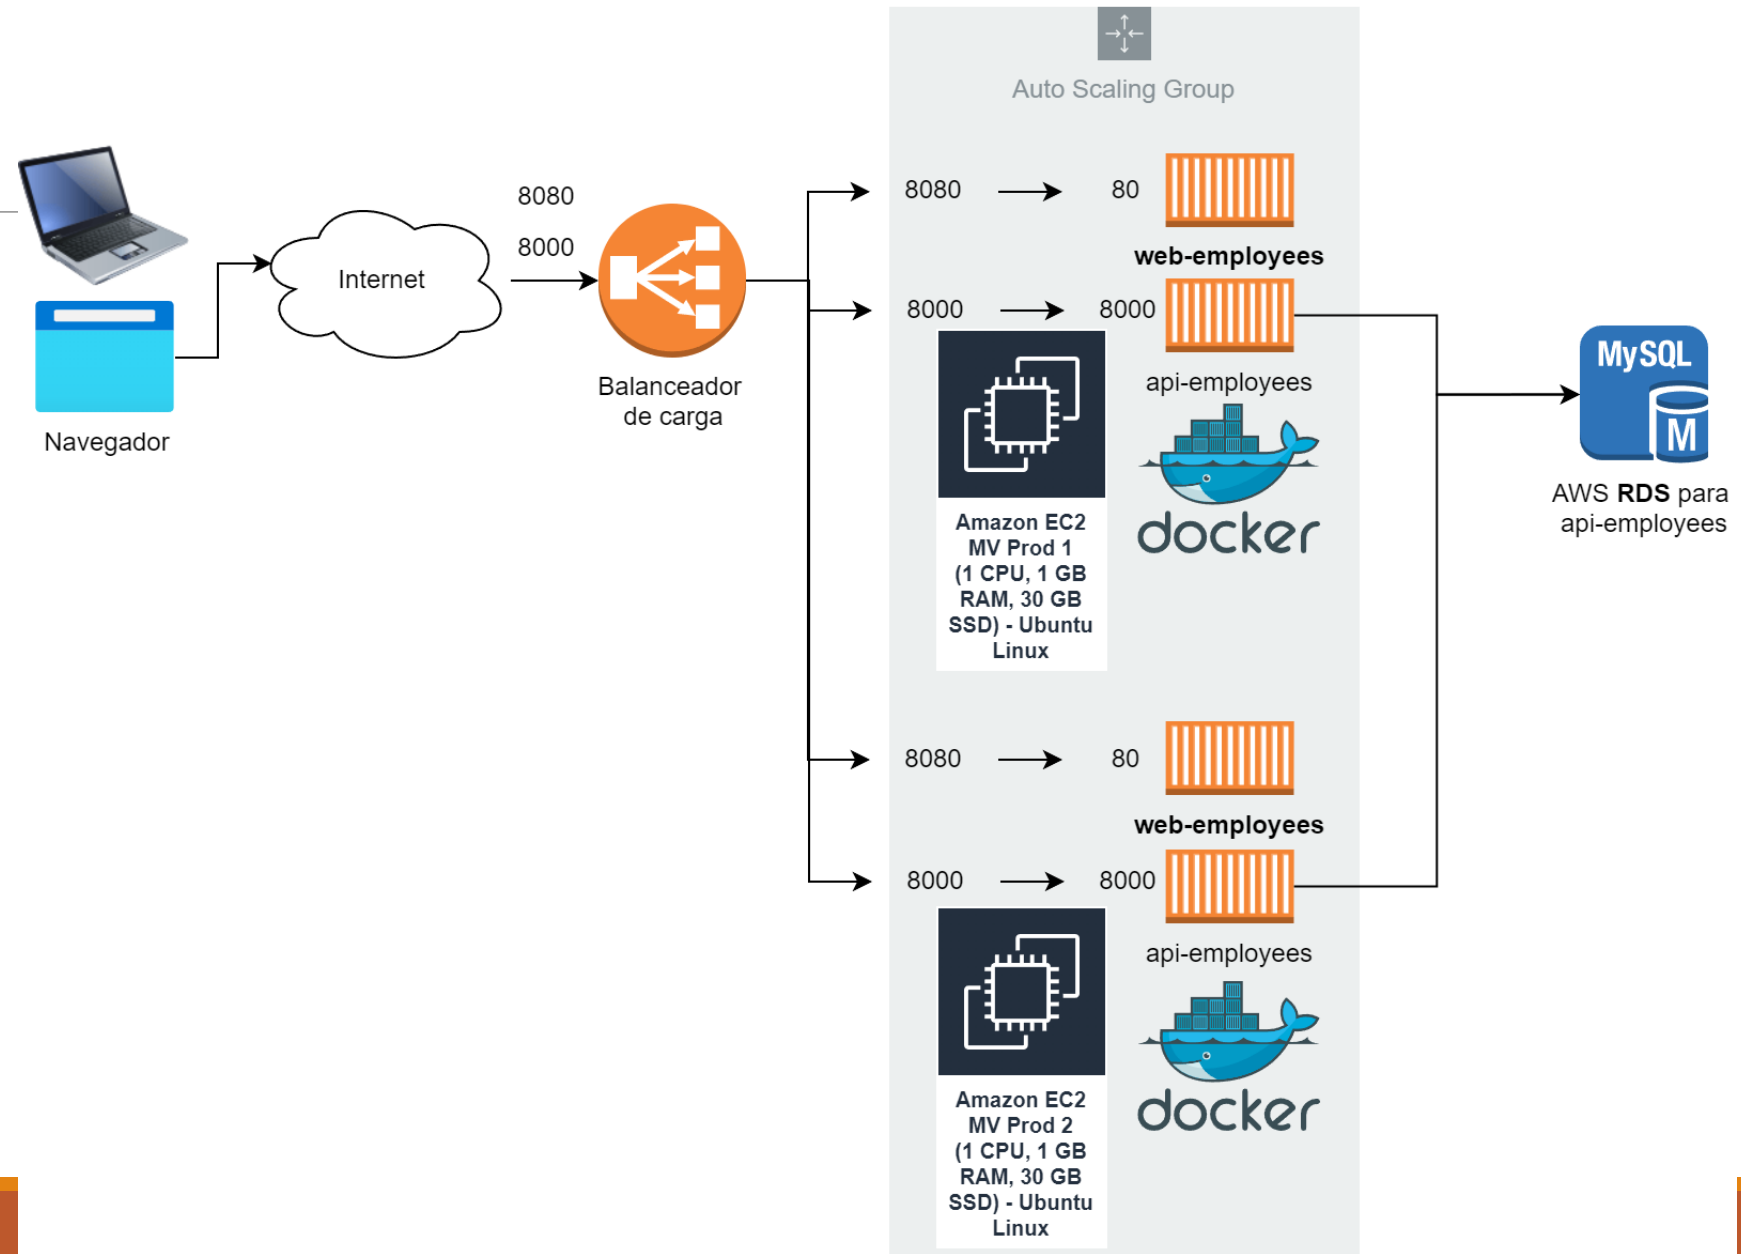 Auto Scaling Group
8080
8000
Internet
Navegador
Balanceador
de carga
8080
80
web-employees
8000
8000
api-employees
docker
Amazon EC2
MV Prod 1
(1 CPU, 1 GB
RAM, 30 GB
SSD) - Ubuntu
Linux
8080
80
web-employees
8000
8000
api-employees
docker
Amazon EC2
MV Prod 2
(1 CPU, 1 GB
RAM, 30 GB
SSD) - Ubuntu
Linux
MySQL
M
AWS RDS para
api-employees